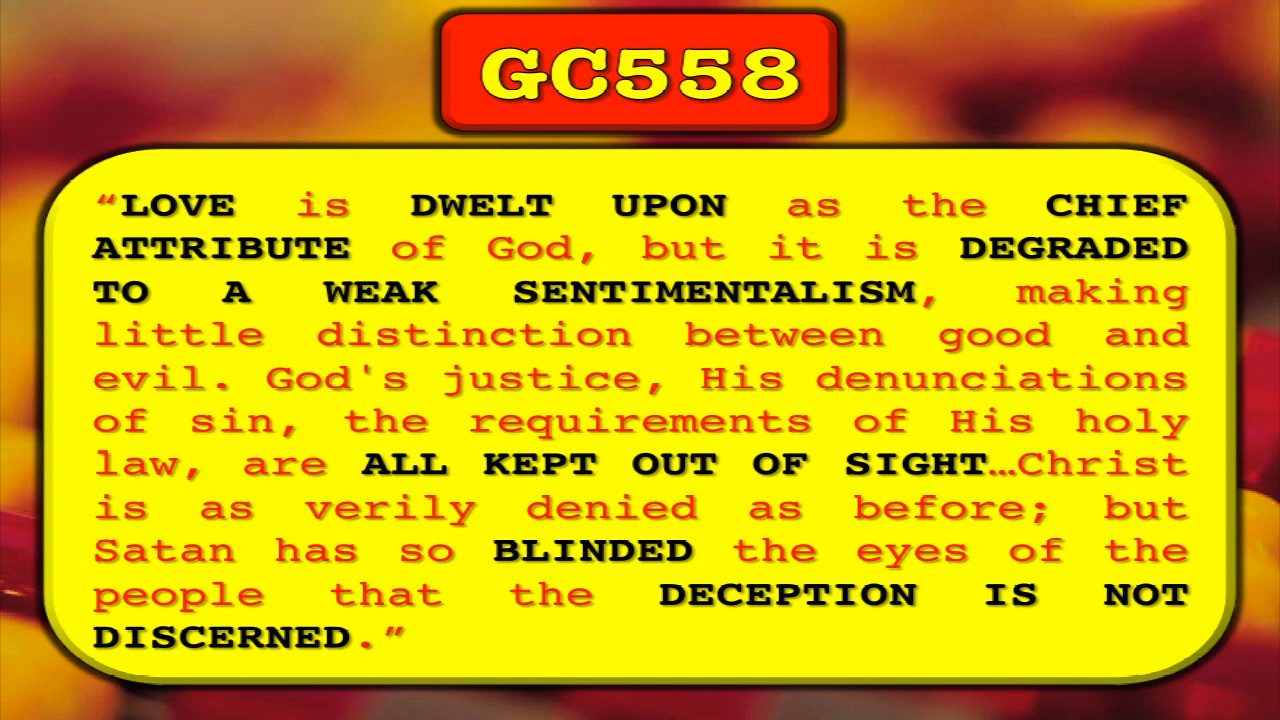 GC558
“LOVE is DWELT UPON as the CHIEF
ATTRIBUTE of God, but it is DEGRADED
TO A WEAK SENTIMENTALISM, making
little distinction between good and
evil. God's justice, His denunciations
of sin, the requirements of His holy
law, are ALL KEPT OUT OF SIGHT…Christ
is as verily denied as before; but
Satan has so BLINDED the eyes of the
people that the DECEPTION IS NOT
DISCERNED.”